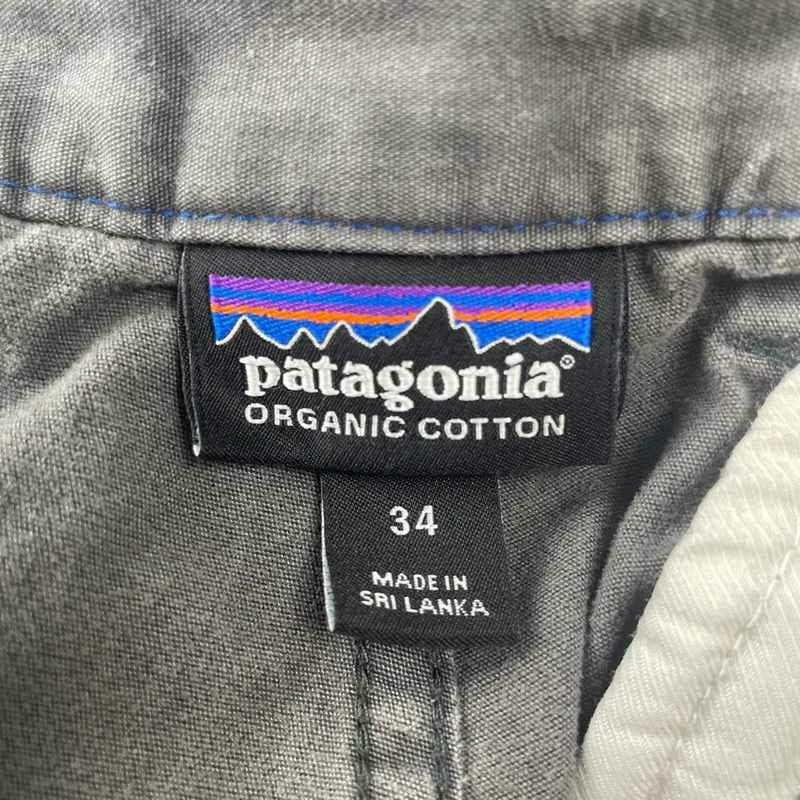 patagonia®
ORGANIC COTTON
34
MADE IN
SRI LANKA